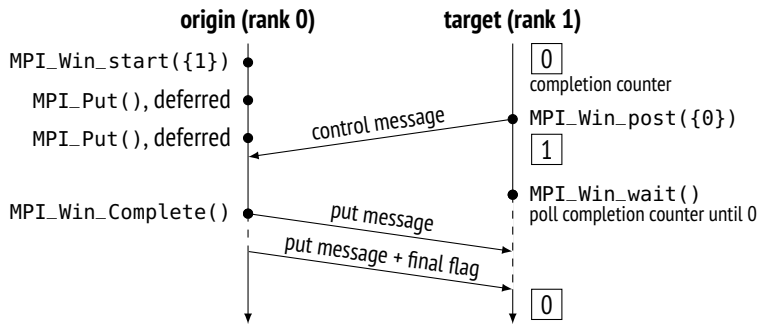 origin (rank 0)
target (rank 1)
MPI_Win_start({1})
0
completion counter
MPI_Put(), deferred
control message
MPI_Win_post({0})
MPI_Put(), deferred
1
MPI_Win_wait()
poll completion counter until 0
MPI_Win_Complete()
put message
put message + final flag
0